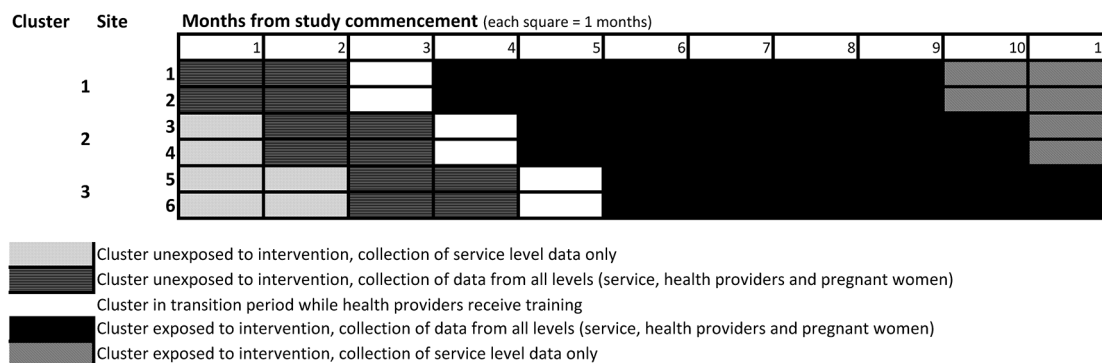 Cluster Site Months from study commencement (each square = 1 months)
1 2 3 4 5 6 7 8 9 10 1
1 1
2
2 3
4
3 5
6
Cluster unexposed to intervention, collection of service level data only
Cluster unexposed to intervention, collection of data from all levels (service, health providers and pregnant women)
Cluster in transition period while health providers receive training
Cluster exposed to intervention, collection of data from all levels (service, health providers and pregnant women)
Cluster exposed to intervention, collection of service level data only